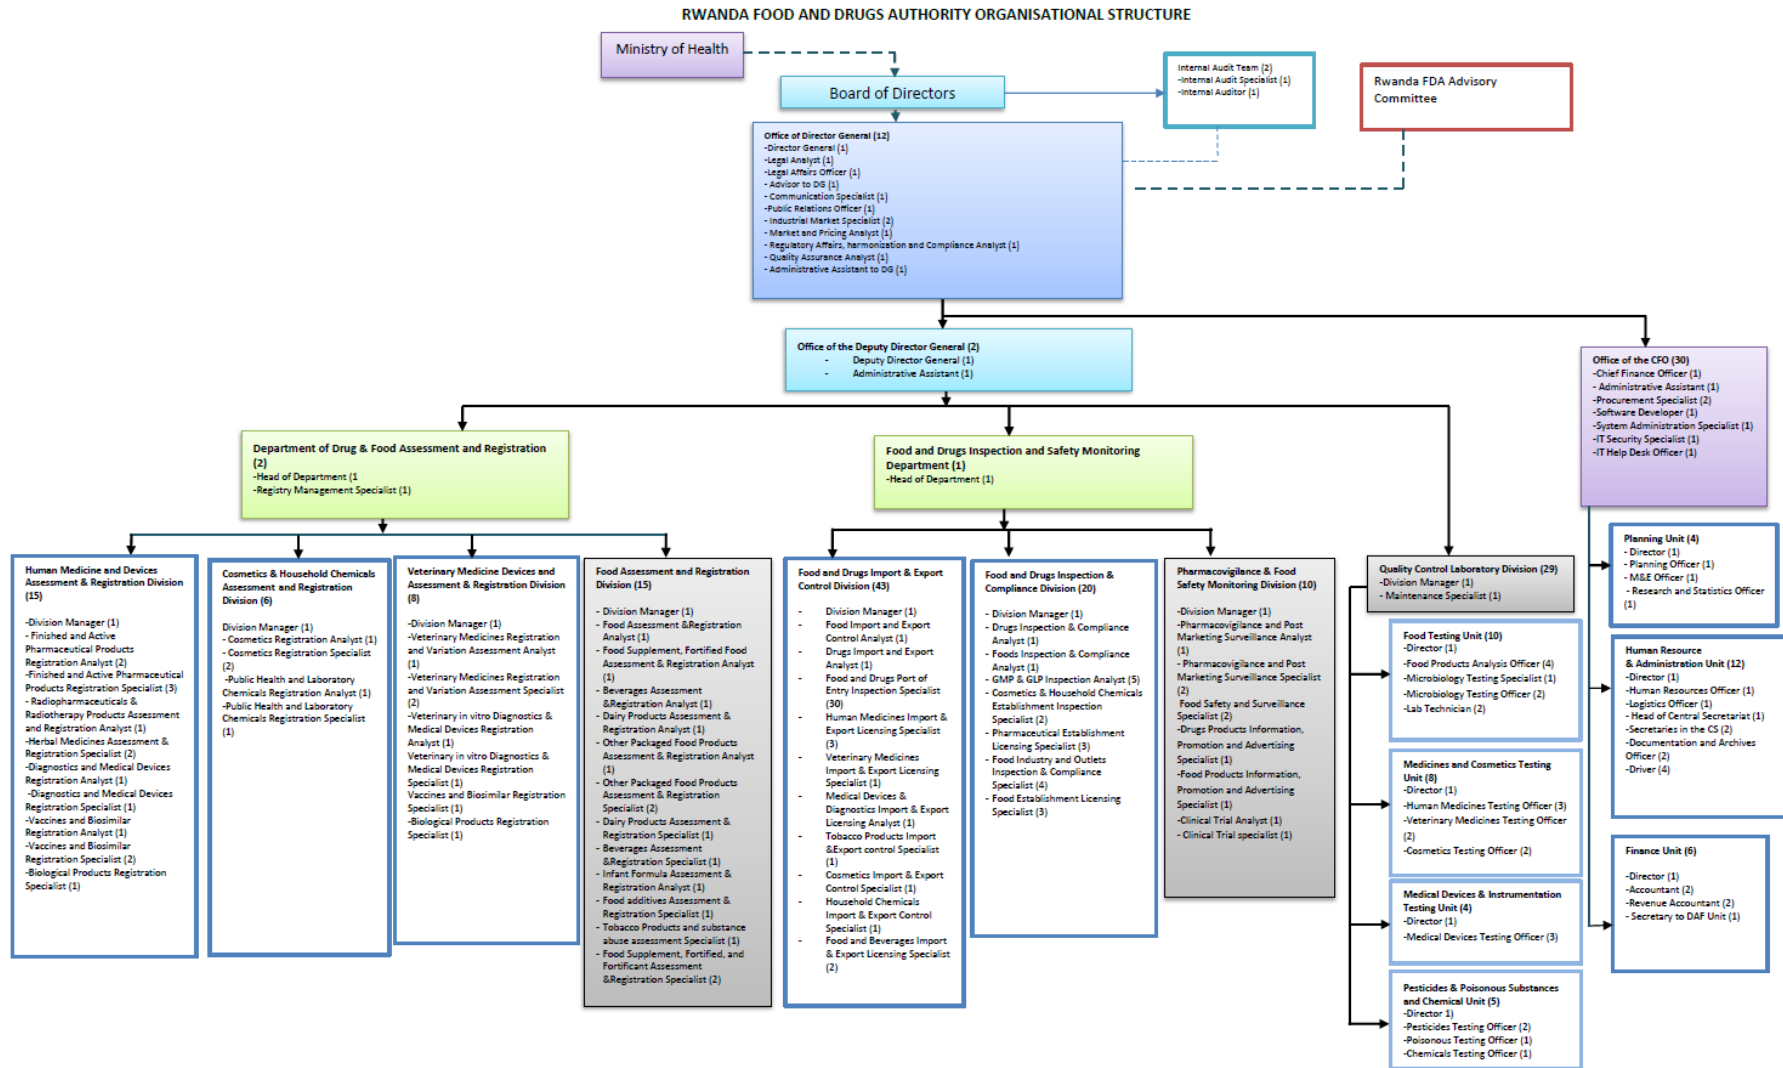 RWANDA FOOD AND DRUGS AUTHORITY ORGANISATIONAL STRUCTURE
Ministry of Health
Board of Directors
Internal Audit Team (2)
-Internal Audit Specialist (1)
-Internal Auditor (1)
Rwanda FDA Advisory
Committee
Office of Director General (12)
-Director General (1)
-Legal Analyst (1)
-Legal Affairs Officer (1)
- Advisor to DG (1)
- Communication Specialist (1)
-Public Relations Officer (1)
- Industrial Market Specialist (2)
- Market and Pricing Analyst (1)
- Regulatory Affairs, harmonization and Compliance Analyst (1)
- Quality Assurance Analyst (1)
- Administrative Assistant to DG (1)
Office of the Deputy Director General (2)
- Deputy Director General (1)
- Administrative Assistant (1)
Office of the CFO (30)
-Chief Finance Officer (1)
- Administrative Assistant (1)
-Procurement Specialist (2)
-Software Developer (1)
-System Administration Specialist (1)
-IT Security Specialist (1)
-IT Help Desk Officer (1)
Department of Drug & Food Assessment and Registration
(2)
-Head of Department (1
-Registry Management Specialist (1)
Food and Drugs Inspection and Safety Monitoring
Department (1)
-Head of Department (1)
Human Medicine and Devices
Assessment & Registration Division
(15)
-Division Manager (1)
- Finished and Active
Pharmaceutical Products
Registration Analyst (2)
-Finished and Active Pharmaceutical
Products Registration Specialist (3)
- Radiopharmaceuticals &
Radiotherapy Products Assessment
and Registration Analyst (1)
-Herbal Medicines Assessment &
Registration Specialist (2)
-Diagnostics and Medical Devices
Registration Analyst (1)
-Diagnostics and Medical Devices
Registration Specialist (1)
-Vaccines and Biosimilar
Registration Analyst (1)
-Vaccines and Biosimilar
Registration Specialist (2)
-Biological Products Registration
Specialist (1)
Cosmetics & Household Chemicals
Assessment and Registration
Division (6)
Division Manager (1)
- Cosmetics Registration Analyst (1)
- Cosmetics Registration Specialist
(2)
-Public Health and Laboratory
Chemicals Registration Analyst (1)
-Public Health and Laboratory
Chemicals Registration Specialist
(1)
Veterinary Medicine Devices and
Assessment & Registration Division
(8)
-Division Manager (1)
-Veterinary Medicines Registration
and Variation Assessment Analyst
(1)
-Veterinary Medicines Registration
and Variation Assessment Specialist
(2)
-Veterinary in vitro Diagnostics &
Medical Devices Registration
Analyst (1)
Veterinary in vitro Diagnostics &
Medical Devices Registration
Specialist (1)
Vaccines and Biosimilar Registration
Specialist (1)
-Biological Products Registration
Specialist (1)
Food Assessment and Registration
Division (15)
- Division Manager (1)
- Food Assessment &Registration
Analyst (1)
- Food Supplement, Fortified Food
Assessment & Registration Analyst
(1)
- Beverages Assessment
&Registration Analyst (1)
- Dairy Products Assessment &
Registration Analyst (1)
- Other Packaged Food Products
Assessment & Registration Analyst
(1)
- Other Packaged Food Products
Assessment & Registration
Specialist (2)
- Dairy Products Assessment &
Registration Specialist (1)
- Beverages Assessment
&Registration Specialist (1)
- Infant Formula Assessment &
Registration Analyst (1)
- Food additives Assessment &
Registration Specialist (1)
- Tobacco Products and substance
abuse assessment Specialist (1)
- Food Supplement, Fortified, and
Fortificant Assessment
&Registration Specialist (2)
Food and Drugs Import & Export
Control Division (43)
- Division Manager (1)
- Food Import and Export
Control Analyst (1)
- Drugs Import and Export
Analyst (1)
- Food and Drugs Port of
Entry Inspection Specialist
(30)
- Human Medicines Import &
Export Licensing Specialist
(3)
- Veterinary Medicines
Import & Export Licensing
Specialist (1)
- Medical Devices &
Diagnostics Import & Export
Licensing Analyst (1)
- Tobacco Products Import
&Export control Specialist
(1)
- Cosmetics Import & Export
Control Specialist (1)
- Household Chemicals
Import & Export Control
Specialist (1)
- Food and Beverages Import
& Export Licensing Specialist
(2)
Food and Drugs Inspection &
Compliance Division (20)
- Division Manager (1)
- Drugs Inspection & Compliance
Analyst (1)
- Foods Inspection & Compliance
Analyst (1)
- GMP & GLP Inspection Analyst (5)
- Cosmetics & Household Chemicals
Establishment Inspection
Specialist (2)
- Pharmaceutical Establishment
Licensing Specialist (3)
- Food Industry and Outlets
Inspection & Compliance
Specialist (4)
- Food Establishment Licensing
Specialist (3)
Pharmacovigilance & Food
Safety Monitoring Division (10)
- Division Manager (1)
-Pharmacovigilance and Post
Marketing Surveillance Analyst
(1)
- Pharmacovigilance and Post
Marketing Surveillance Specialist
(2)
Food Safety and Surveillance
Specialist (2)
-Drugs Products Information,
Promotion and Advertising
Specialist (1)
-Food Products Information,
Promotion and Advertising
Specialist (1)
-Clinical Trial Analyst (1)
- Clinical Trial specialist (1)
Quality Control Laboratory Division (29)
-Division Manager (1)
- Maintenance Specialist (1)
Food Testing Unit (10)
-Director (1)
-Food Products Analysis Officer (4)
-Microbiology Testing Specialist (1)
-Microbiology Testing Officer (2)
-Lab Technician (2)
Medicines and Cosmetics Testing
Unit (8)
-Director (1)
-Human Medicines Testing Officer (3)
-Veterinary Medicines Testing Officer
(2)
-Cosmetics Testing Officer (2)
Medical Devices & Instrumentation
Testing Unit (4)
-Director (1)
-Medical Devices Testing Officer (3)
Pesticides & Poisonous Substances
and Chemical Unit (5)
-Director 1)
-Pesticides Testing Officer (2)
-Poisonous Testing Officer (1)
-Chemicals Testing Officer (1)
Planning Unit (4)
- Director (1)
- Planning Officer (1)
- M&E Officer (1)
- Research and Statistics Officer
(1)
Human Resource
& Administration Unit (12)
-Director (1)
-Human Resources Officer (1)
-Logistics Officer (1)
- Head of Central Secretariat (1)
-Secretaries in the CS (2)
-Documentation and Archives
Officer (2)
-Driver (4)
Finance Unit (6)
-Director (1)
-Accountant (2)
-Revenue Accountant (2)
- Secretary to DAF Unit (1)